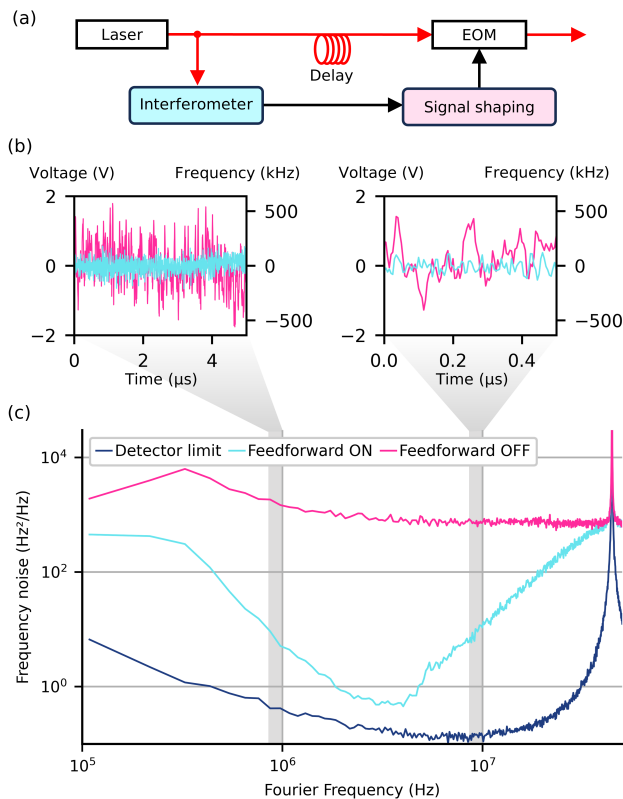 (a)
Laser
EOM
Delay
Interferometer
Signal shaping
(b)
Voltage (V)
Frequency (kHz)
2
0
−2
500
0
−500
0
2
4
Time (μs)
Voltage (V)
Frequency (kHz)
2
0
−2
500
0
−500
0.0
0.2
0.4
Time (μs)
(c)
Detector limit
Feedforward ON
Feedforward OFF
Frequency noise (Hz²/Hz)
10⁴
10²
10⁰
10⁵
10⁶
10⁷
Fourier Frequency (Hz)